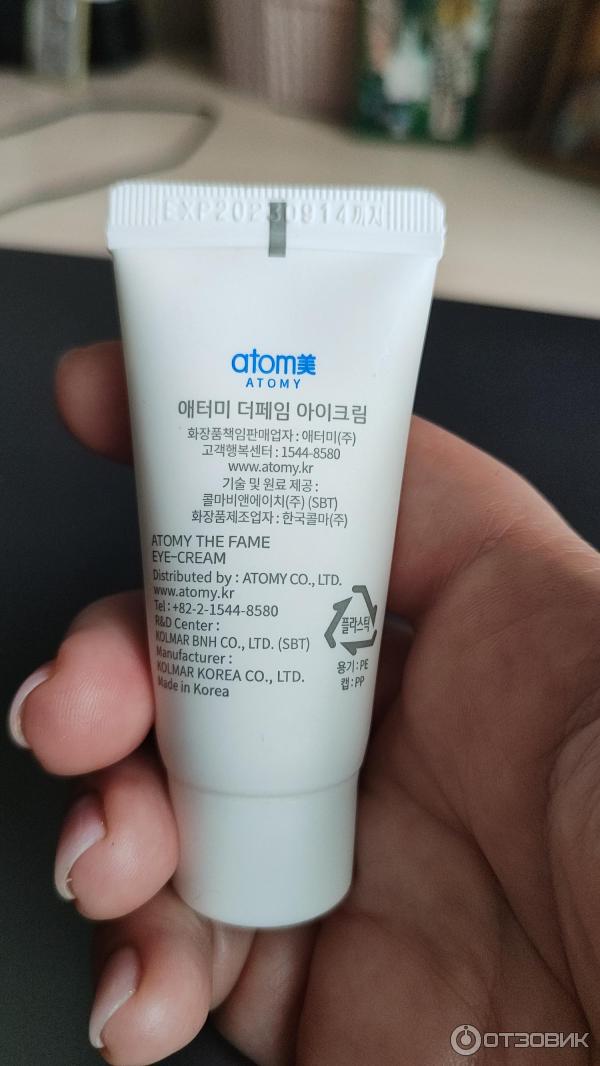 EXP20230914까지
atom美
ATOMY
애터미 더페임 아이크림
화장품책임판매업자 : 애터미(주)
고객행복센터 : 1544-8580
www.atomy.kr
기술 및 원료 제공 :
콜마비앤에이치(주) (SBT)
화장품제조업자 : 한국콜마(주)
ATOMY THE FAME
EYE-CREAM
Distributed by : ATOMY CO., LTD.
www.atomy.kr
Tel : +82-2-1544-8580
R&D Center :
KOLMAR BNH CO., LTD. (SBT)
Manufacturer :
KOLMAR KOREA CO., LTD.
Made in Korea
플라스틱
용기 : PE
캡 : PP
ОТЗОВИК